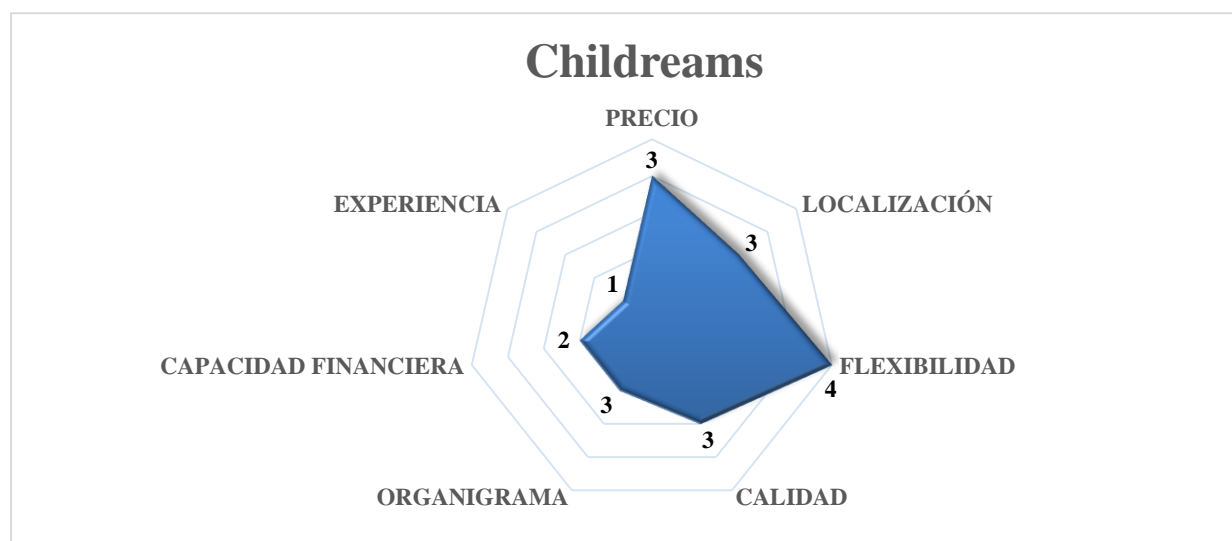 Childreams
PRECIO
3
EXPERIENCIA
LOCALIZACIÓN
3
1
2
CAPACIDAD FINANCIERA
FLEXIBILIDAD
4
3
3
ORGANIGRAMA
CALIDAD